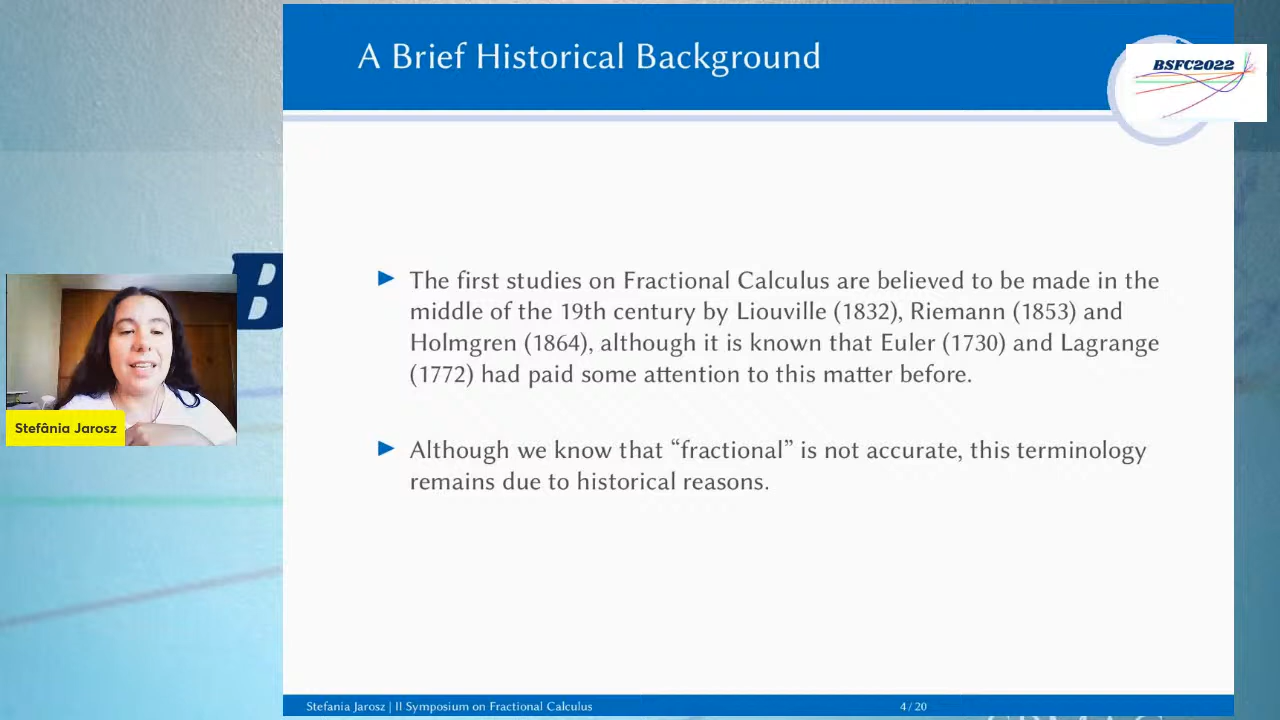 A Brief Historical Background
BSFC2022
► The first studies on Fractional Calculus are believed to be made in the
middle of the 19th century by Liouville (1832), Riemann (1853) and
Holmgren (1864), although it is known that Euler (1730) and Lagrange
(1772) had paid some attention to this matter before.
► Although we know that “fractional” is not accurate, this terminology
remains due to historical reasons.
B
Stefânia Jarosz
Stefania Jarosz | II Symposium on Fractional Calculus
4 / 20